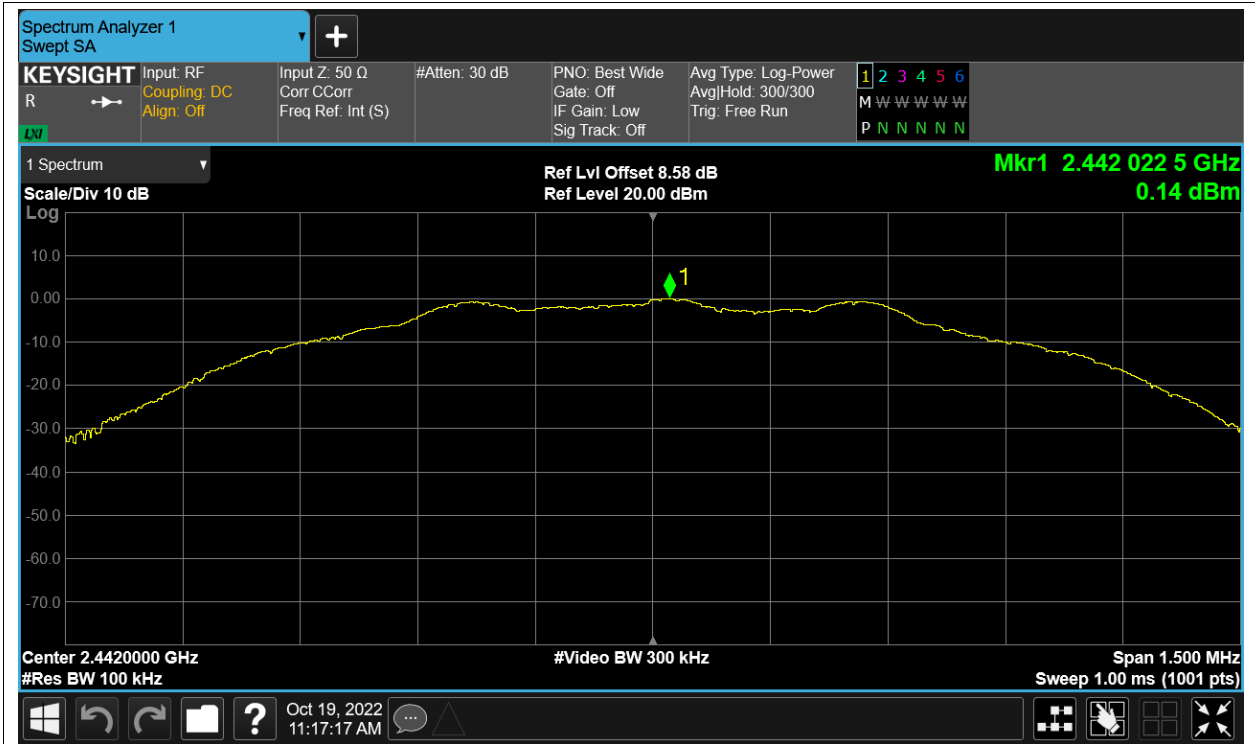 Spectrum Analyzer 1
Swept SA
KEYSIGHT
R
LXI
Input: RF
Coupling: DC
Align: Off
Input Z: 50 Ω
Corr CCorr
Freq Ref: Int (S)
#Atten: 30 dB
PNO: Best Wide
Gate: Off
IF Gain: Low
Sig Track: Off
Avg Type: Log-Power
Avg|Hold: 300/300
Trig: Free Run
1 2 3 4 5 6
M W W W W W W
P N N N N N
1 Spectrum
Scale/Div 10 dB
Log
Ref Lvl Offset 8.58 dB
Ref Level 20.00 dBm
Mkr1 2.442 022 5 GHz
0.14 dBm
10.0
0.00
-10.0
-20.0
-30.0
-40.0
-50.0
-60.0
-70.0
1
Center 2.4420000 GHz
#Res BW 100 kHz
#Video BW 300 kHz
Span 1.500 MHz
Sweep 1.00 ms (1001 pts)
?
Oct 19, 2022
11:17:17 AM